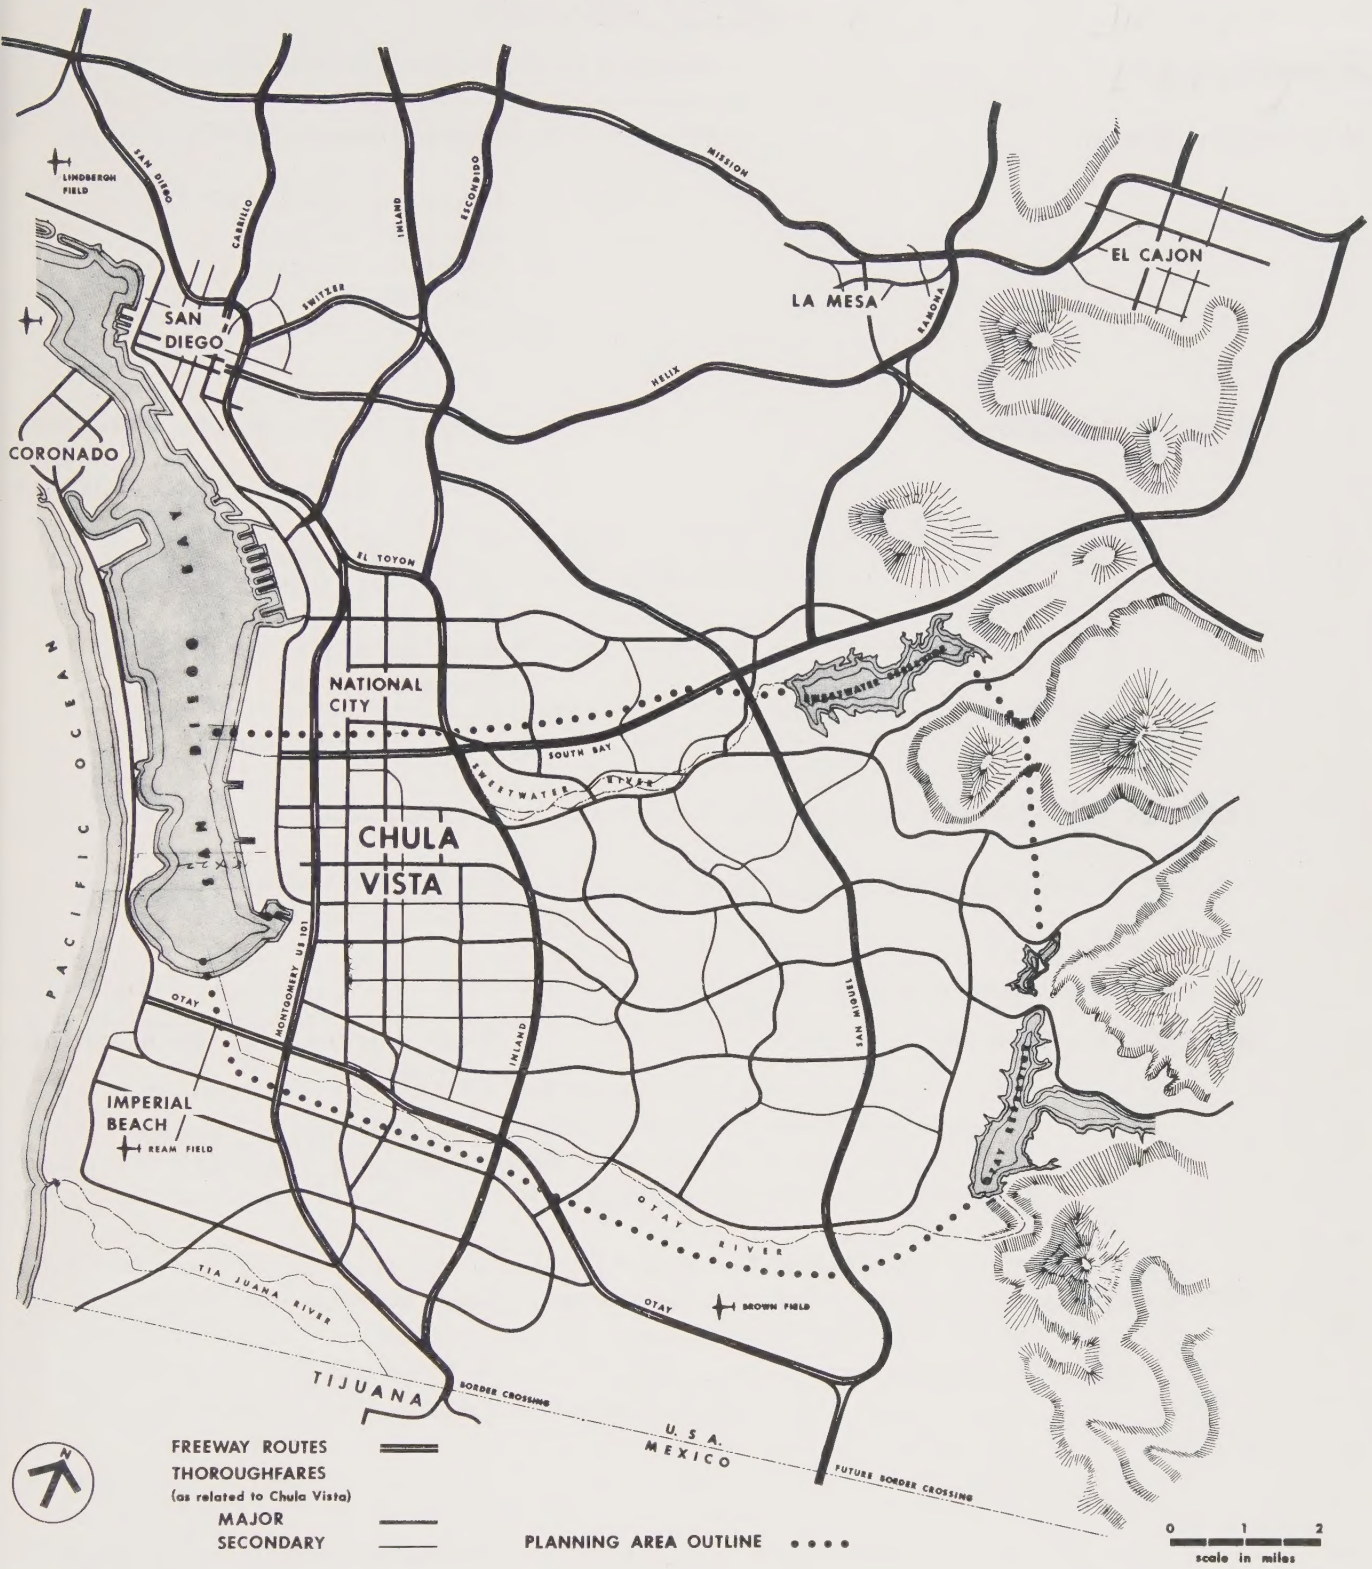 MISSION
SAN DIEGO
CABRILLO
INLAND
ESCONDIDO
LINDBERGH
FIELD
EL CAJON
LA MESA
RAMONA
SWITZER
SAN
DIEGO
HELIX
CORONADO
EL TOYON
SAN DIEGO BAY
PACIFIC OCEAN
NATIONAL
CITY
SWEETWATER RESERVOIR
SOUTH BAY
SWEETWATER RIVER
CHULA
VISTA
MONTGOMERY US 101
OTAY
INLAND
SAN MIGUEL
IMPERIAL
BEACH
REAM FIELD
OTAY
OTAY RIVER
TIA JUANA RIVER
OTAY
BROWN FIELD
TIJUANA
BORDER CROSSING
U. S. A.
MEXICO
FUTURE BORDER CROSSING
N
FREEWAY ROUTES
THOROUGHFARES
(as related to Chula Vista)
MAJOR
SECONDARY
PLANNING AREA OUTLINE
0 1 2
scale in miles